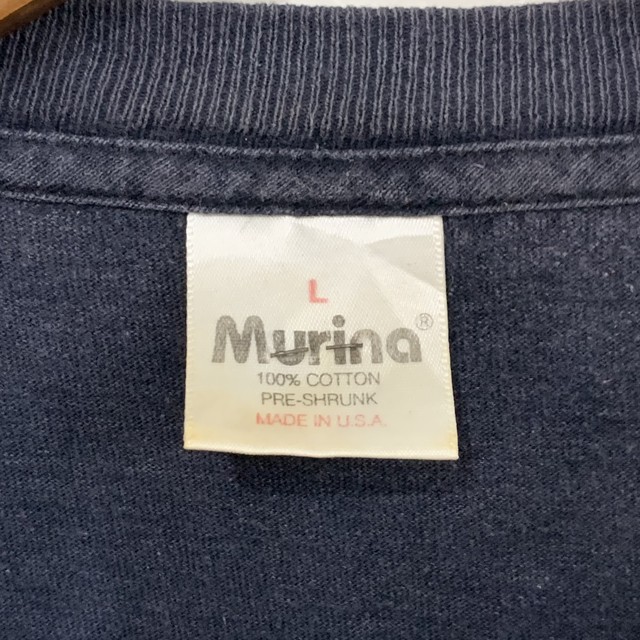 L
Murina®
100% COTTON
PRE-SHRUNK
MADE IN U.S.A.